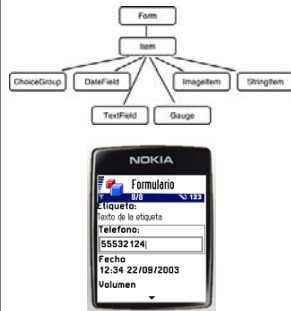 Form
Item
ChoiceGroup DateField ImageItem StringItem
TextField Gauge
NOKIA
Formulario
8/8 123
Etiqueta:
Texto de la etiqueta
Telefono:
55532124
Fecha
12:34 22/09/2003
Volumen